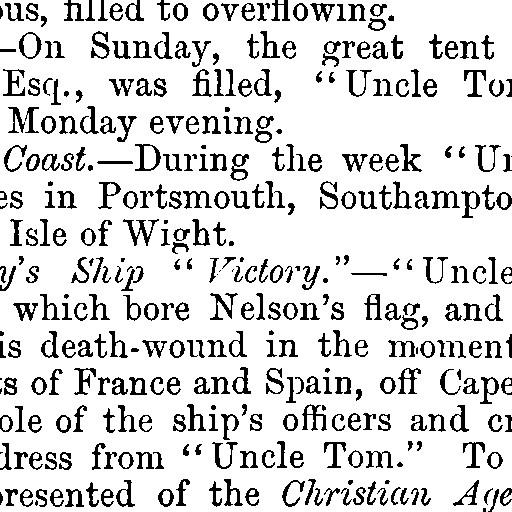 ous, filled to overflowing.
—On Sunday, the great tent
Esq., was filled, "Uncle To
Monday evening.
Coast.—During the week "Un
es in Portsmouth, Southampto
Isle of Wight.
y's Ship "Victory."—"Uncle
which bore Nelson's flag, and
is death-wound in the moment
ts of France and Spain, off Cape
ole of the ship's officers and cr
dress from "Uncle Tom." To
presented of the Christian Age